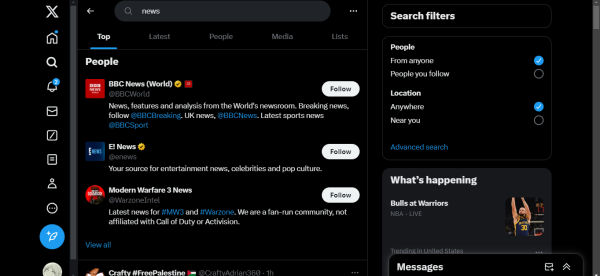 news
Top
Latest
People
Media
Lists
People
BBC News (World)
@BBCWorld
Follow
News, features and analysis from the World's newsroom. Breaking news,
follow @BBCBreaking. UK news, @BBCNews. Latest sports news
@BBCSport
E! News
@enews
Follow
Your source for entertainment news, celebrities and pop culture.
Modern Warfare 3 News
@WarzoneIntel
Follow
Latest news for #MW3 and #Warzone. We are a fan-run community, not
affiliated with Call of Duty or Activision.
View all
Crafty #FreePalestine @CraftyAdrian360 · 1h
Search filters
People
From anyone
People you follow
Location
Anywhere
Near you
Advanced search
What's happening
Bulls at Warriors
NBA · LIVE
Trending in United States
Messages